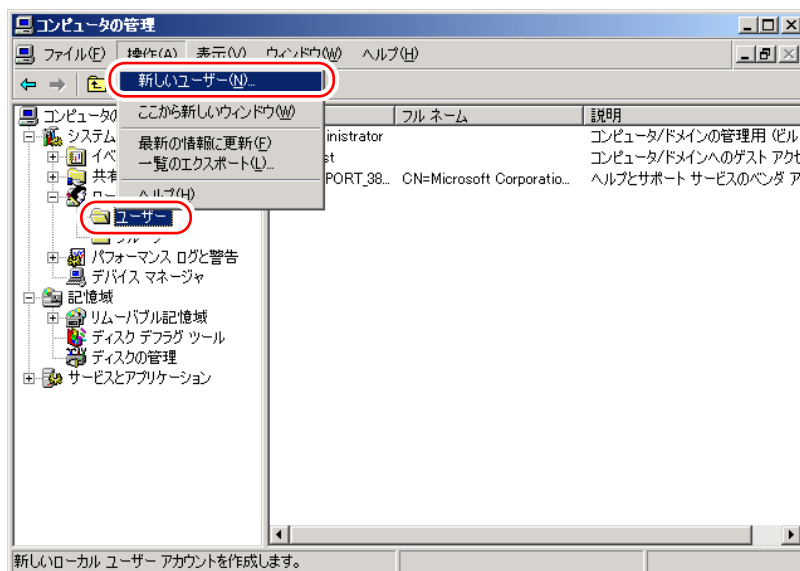 コンピュータの管理
ファイル(F) 操作(A) 表示(V) ウィンドウ(W) ヘルプ(H)
新しいユーザー(N)...
ここから新しいウィンドウ(W)
最新の情報に更新(F)
一覧のエクスポート(L)...
ヘルプ(H)
コンピュータの
システム
イベ
共有
ロー
ユーザー
グループ
パフォーマンス ログと警告
デバイス マネージャ
記憶域
リムーバブル記憶域
ディスク デフラグ ツール
ディスクの管理
サービスとアプリケーション
フル ネーム 説明
inistrator コンピュータ/ドメインの管理用 (ビル
st コンピュータ/ドメインへのゲスト アクセ
PORT_38... CN=Microsoft Corporatio... ヘルプとサポート サービスのベンダ ア
新しいローカル ユーザー アカウントを作成します。